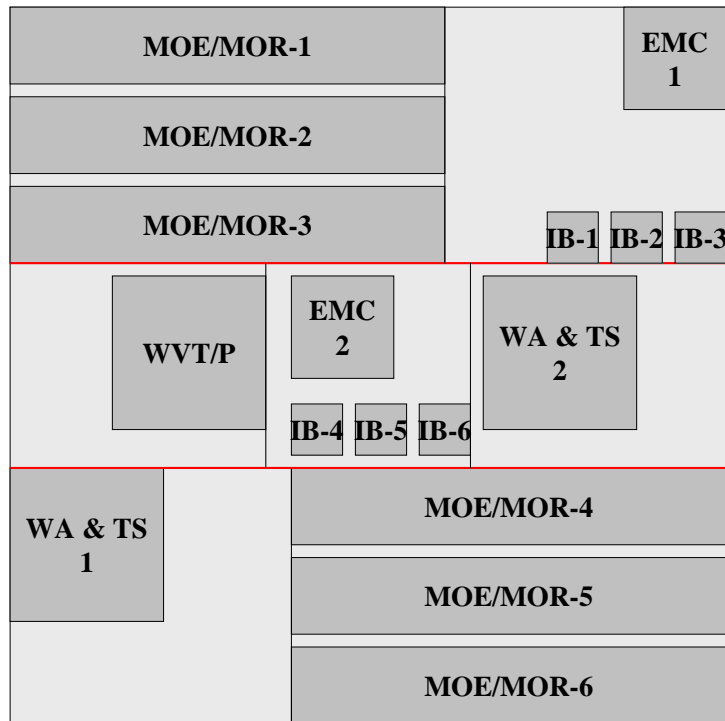 MOE/MOR-1
EMC
1
MOE/MOR-2
MOE/MOR-3
IB-1
IB-2
IB-3
WVT/P
EMC
2
WA & TS
2
IB-4
IB-5
IB-6
WA & TS
1
MOE/MOR-4
MOE/MOR-5
MOE/MOR-6